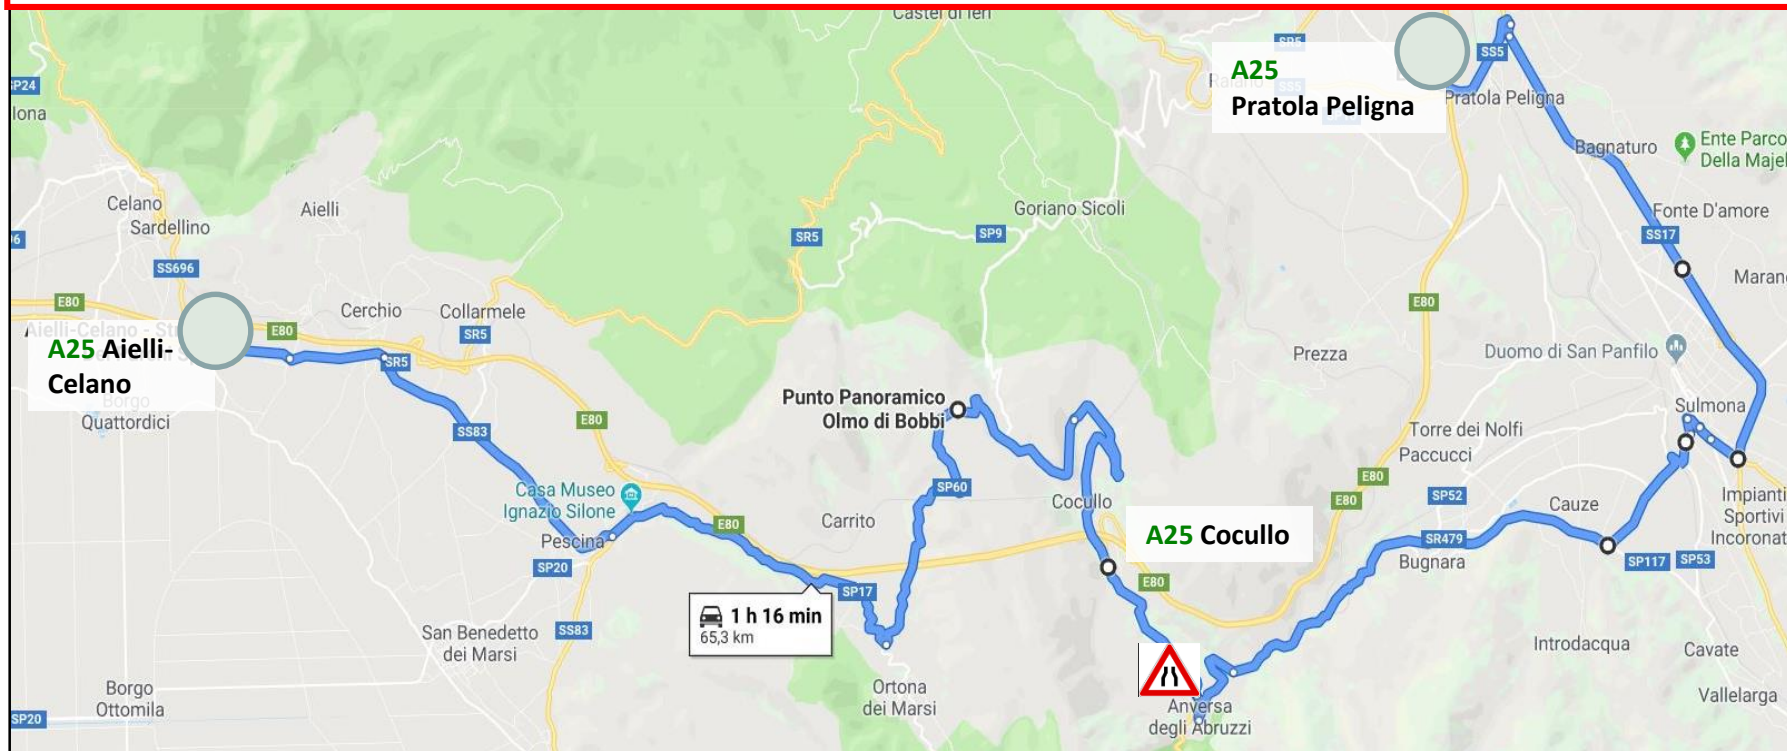 Castel di Ieri
SR5
SS5
A25
Pratola Peligna
Pratola Peligna
SP24
Bagnaturo
Ente Parco
Della Majel
Celano
Aielli
Sardellino
Goriano Sicoli
Fonte D'amore
SR5
SP9
SS17
SS696
E80
Cerchio
Collarmele
E80
E80
SR5
A25 Aielli-
Celano
SR5
Prezza
Duomo di San Panfilo
Borgo
Quattordici
Punto Panoramico
Olmo di Bobbi
Sulmona
E80
SS83
Torre dei Nolfi
Paccucci
Casa Museo
Ignazio Silone
SP60
Cocullo
E80
E80
SP52
Cauze
Impianti
Sportivi
Incoronat
Carrito
E80
A25 Cocullo
Pescina
SR479
Bugnara
SP117
SP53
SP20
SP17
E80
1 h 16 min
65,3 km
San Benedetto
dei Marsi
SS83
Introdacqua
Cavate
Borgo
Ottomila
Ortona
dei Marsi
Vallelarga
SP20
Anversa
degli Abruzzi